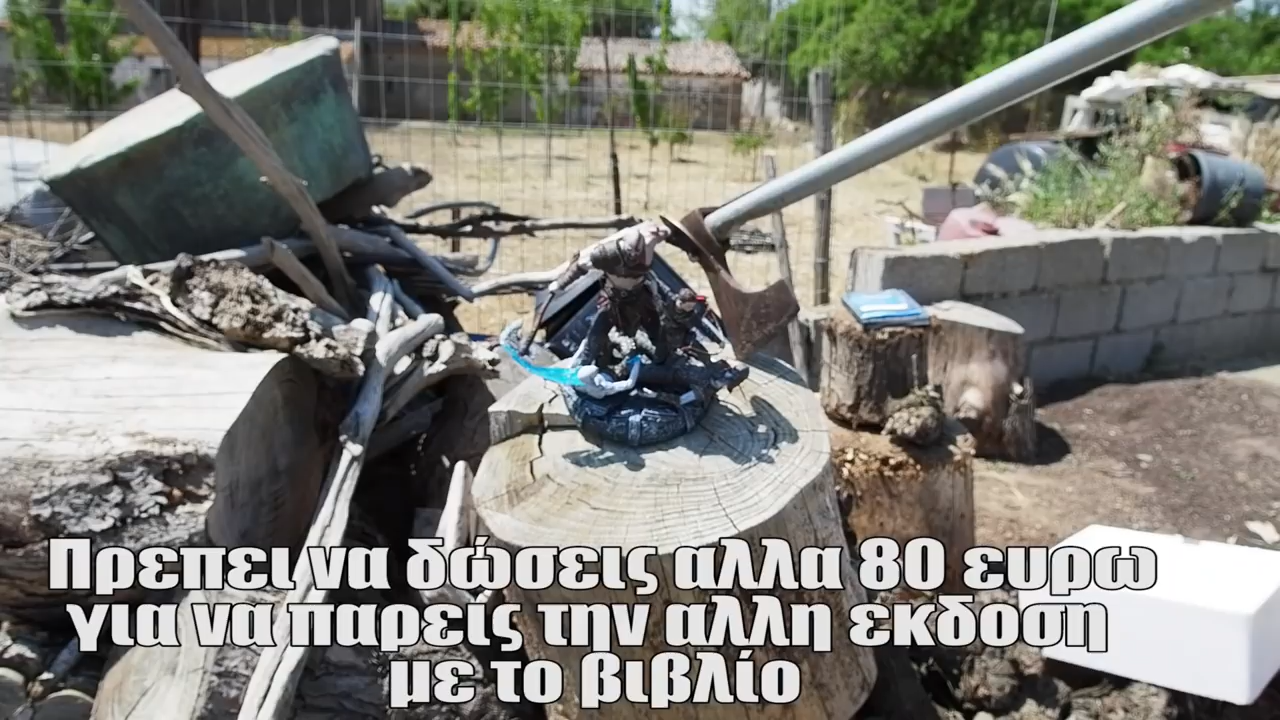 Πρεπει να δώσεις αλλα 80 ευρω
για να παρεις την αλλη εκδοση
με το βιβλίο